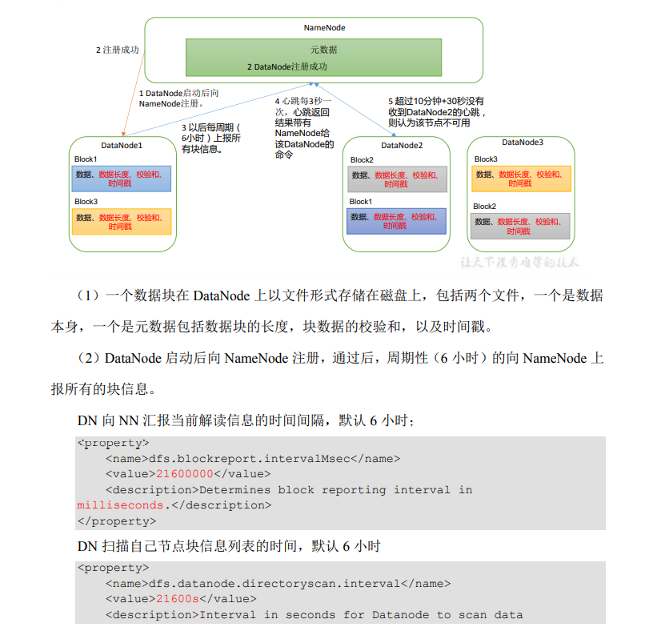 NameNode
元数据
2 DataNode注册成功
2 注册成功
1 DataNode启动后向
NameNode注册。
3 以后每周期（
6小时）上报所
有块信息。
4 心跳每3秒一
次，心跳返回
结果带有
NameNode给
该DataNode的
命令
5 超过10分钟+30秒没有
收到DataNode2的心跳，
则认为该节点不可用
DataNode1
Block1
数据、数据长度、校验和、
时间戳
Block3
数据、数据长度、校验和、
时间戳
DataNode2
Block2
数据、数据长度、校验和、
时间戳
Block1
数据、数据长度、校验和、
时间戳
DataNode3
Block3
数据、数据长度、校验和、
时间戳
Block2
数据、数据长度、校验和、
时间戳
让天下没有难学的技术
（1）一个数据块在 DataNode 上以文件形式存储在磁盘上，包括两个文件，一个是数据
本身，一个是元数据包括数据块的长度，块数据的校验和，以及时间戳。
（2）DataNode 启动后向 NameNode 注册，通过后，周期性（6 小时）的向 NameNode 上
报所有的块信息。
DN 向 NN 汇报当前解读信息的时间间隔，默认 6 小时；
<property>
<name>dfs.blockreport.intervalMsec</name>
<value>21600000</value>
<description>Determines block reporting interval in
milliseconds.</description>
</property>
DN 扫描自己节点块信息列表的时间，默认 6 小时
<property>
<name>dfs.datanode.directoryscan.interval</name>
<value>21600s</value>
<description>Interval in seconds for Datanode to scan data